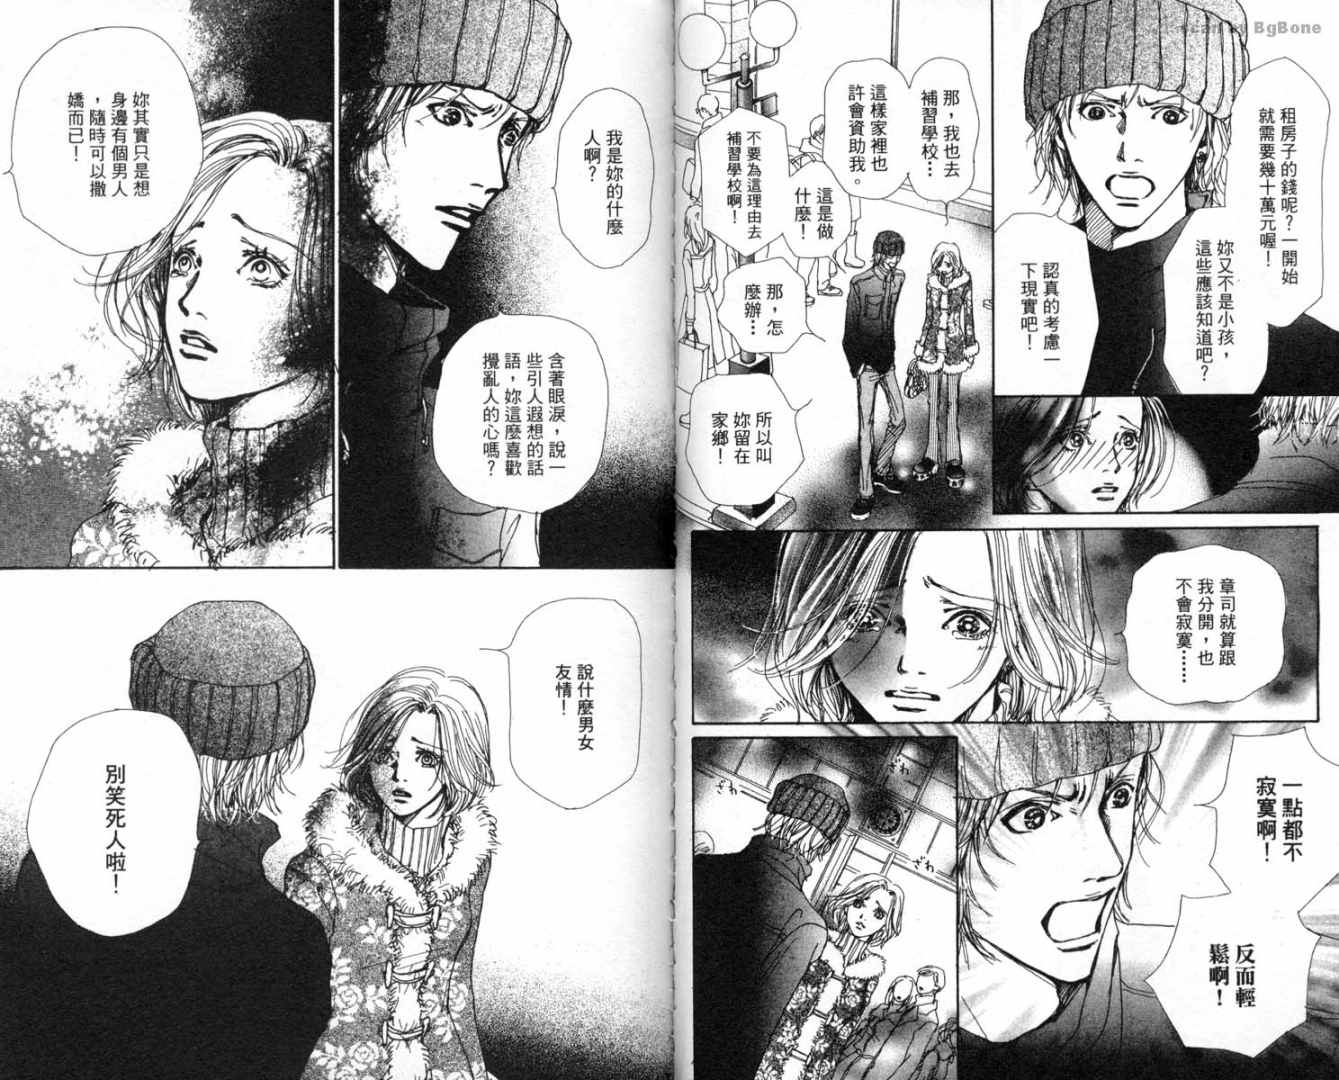 Scan by BgBone
租房子的錢呢?一開始
就需要幾十萬元喔!
妳又不是小孩,
這些應該知道吧?
認真的考慮一
下現實吧!
那,我也去
補習學校…
這樣家裡也
許會資助我。
這是做
什麼!
不要為這理由去
補習學校啊!
那,怎
麼辦…
所以叫
妳留在
家鄉!
章司就算跟
我分開,也
不會寂寞……
一點都不
寂寞啊!
反而輕
鬆啊!
ざわ
ざわ
ざわ
我是妳的什麼
人啊?
含著眼淚,說一
些引人遐想的話
語,妳這麼喜歡
攪亂人的心嗎?
妳其實只是想
身邊有個男人
,隨時可以撒
嬌而已!
說什麼男女
友情!
別笑死人啦!